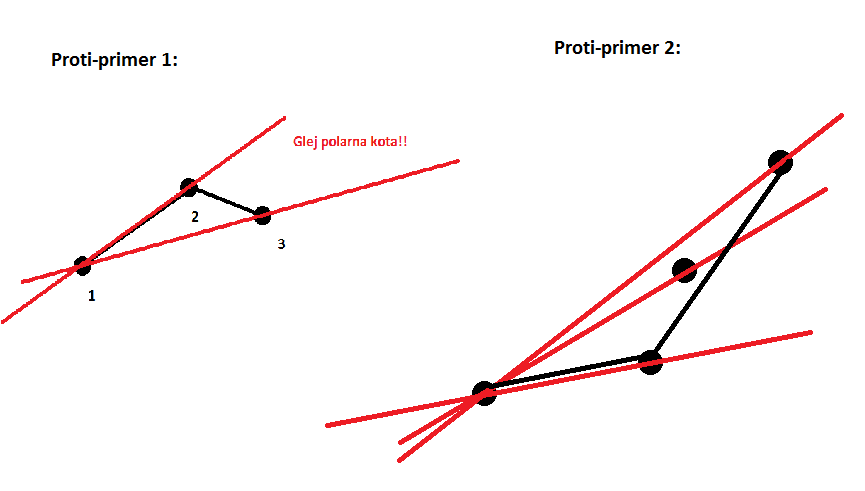 Proti-primer 1:
Proti-primer 2:
Glej polarna kota!!
2
3
1